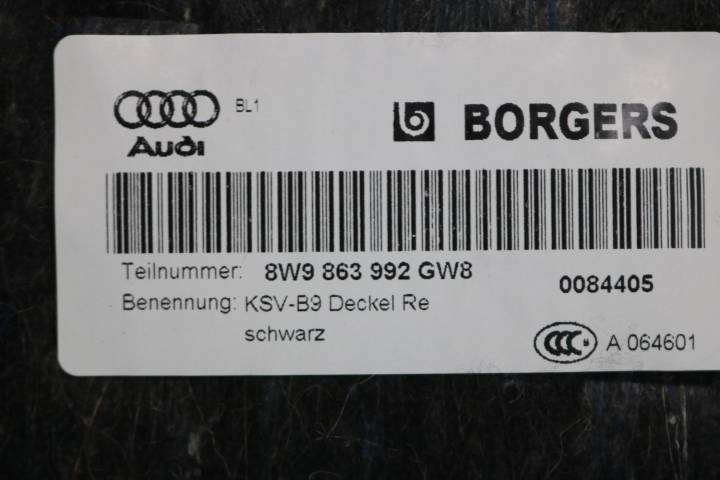 BL1
Audi
BORGERS
Teilnummer: 8W9 863 992 GW8
0084405
Benennung: KSV-B9 Deckel Re
schwarz
CCC
A 064601